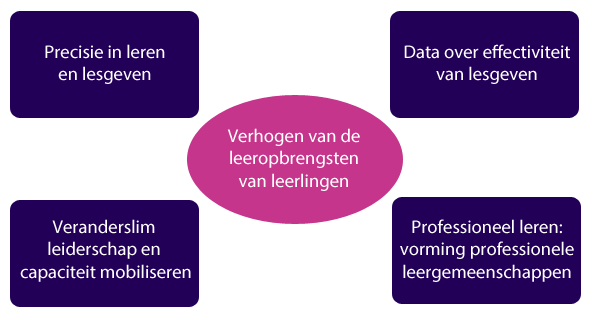 Precisie in leren
en lesgeven
Data over effectiviteit
van lesgeven
Verhogen van de
leeropbrengsten
van leerlingen
Veranderslim
leiderschap en
capaciteit mobiliseren
Professioneel leren:
vorming professionele
leergemeenschappen